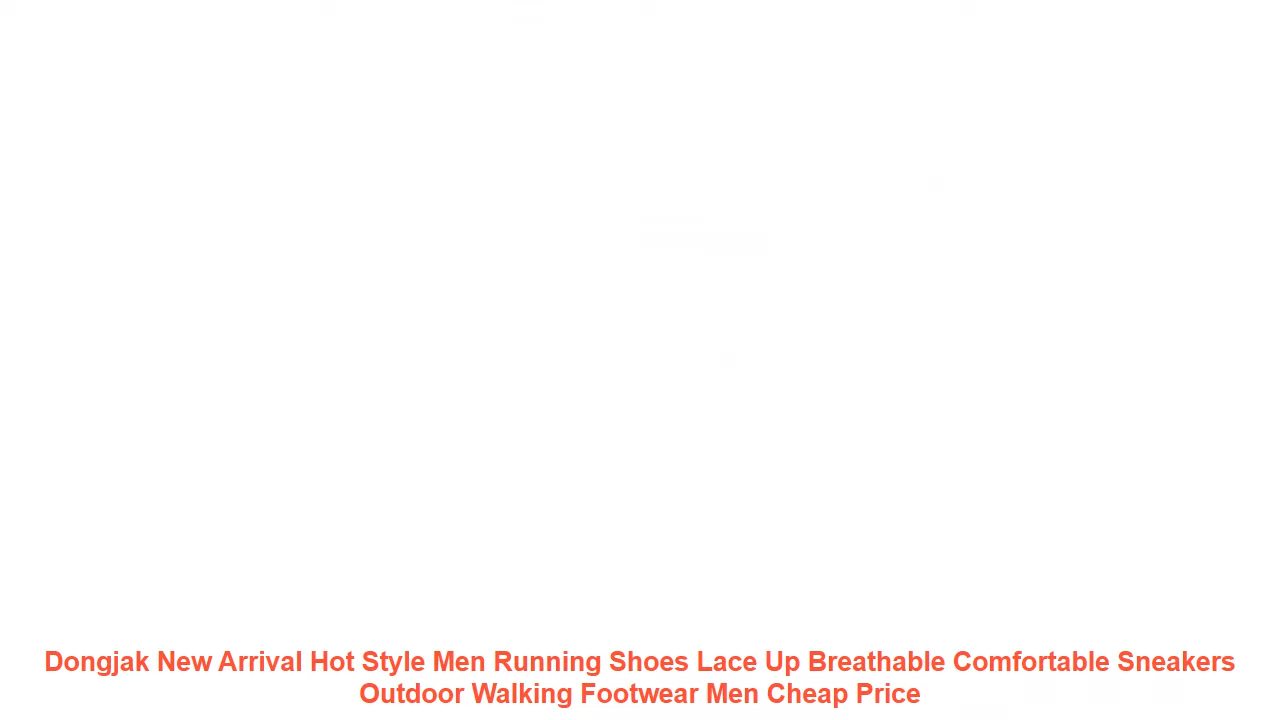 Dongjak New Arrival Hot Style Men Running Shoes Lace Up Breathable Comfortable Sneakers
Outdoor Walking Footwear Men Cheap Price